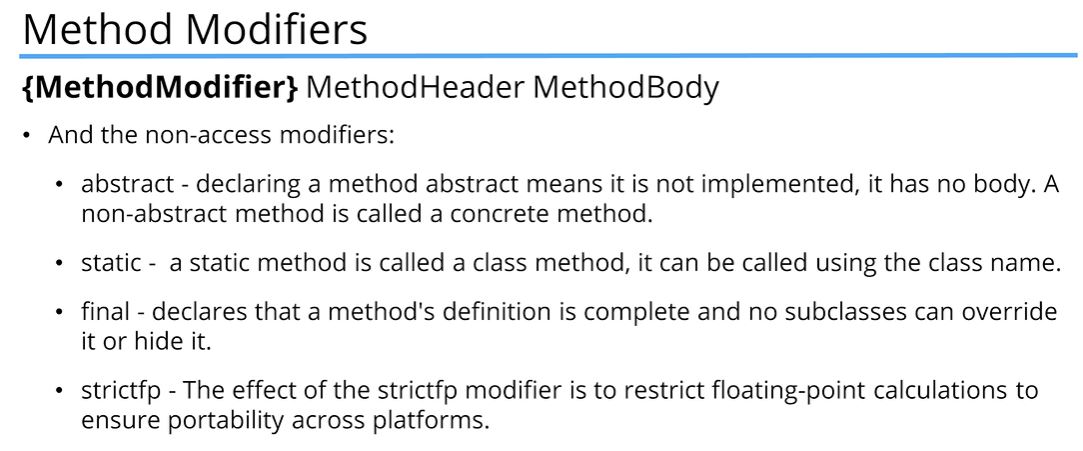 Method Modifiers
{MethodModifier} MethodHeader MethodBody
• And the non-access modifiers:
• abstract - declaring a method abstract means it is not implemented, it has no body. A
non-abstract method is called a concrete method.
• static -  a static method is called a class method, it can be called using the class name.
• final - declares that a method's definition is complete and no subclasses can override
it or hide it.
• strictfp - The effect of the strictfp modifier is to restrict floating-point calculations to
ensure portability across platforms.